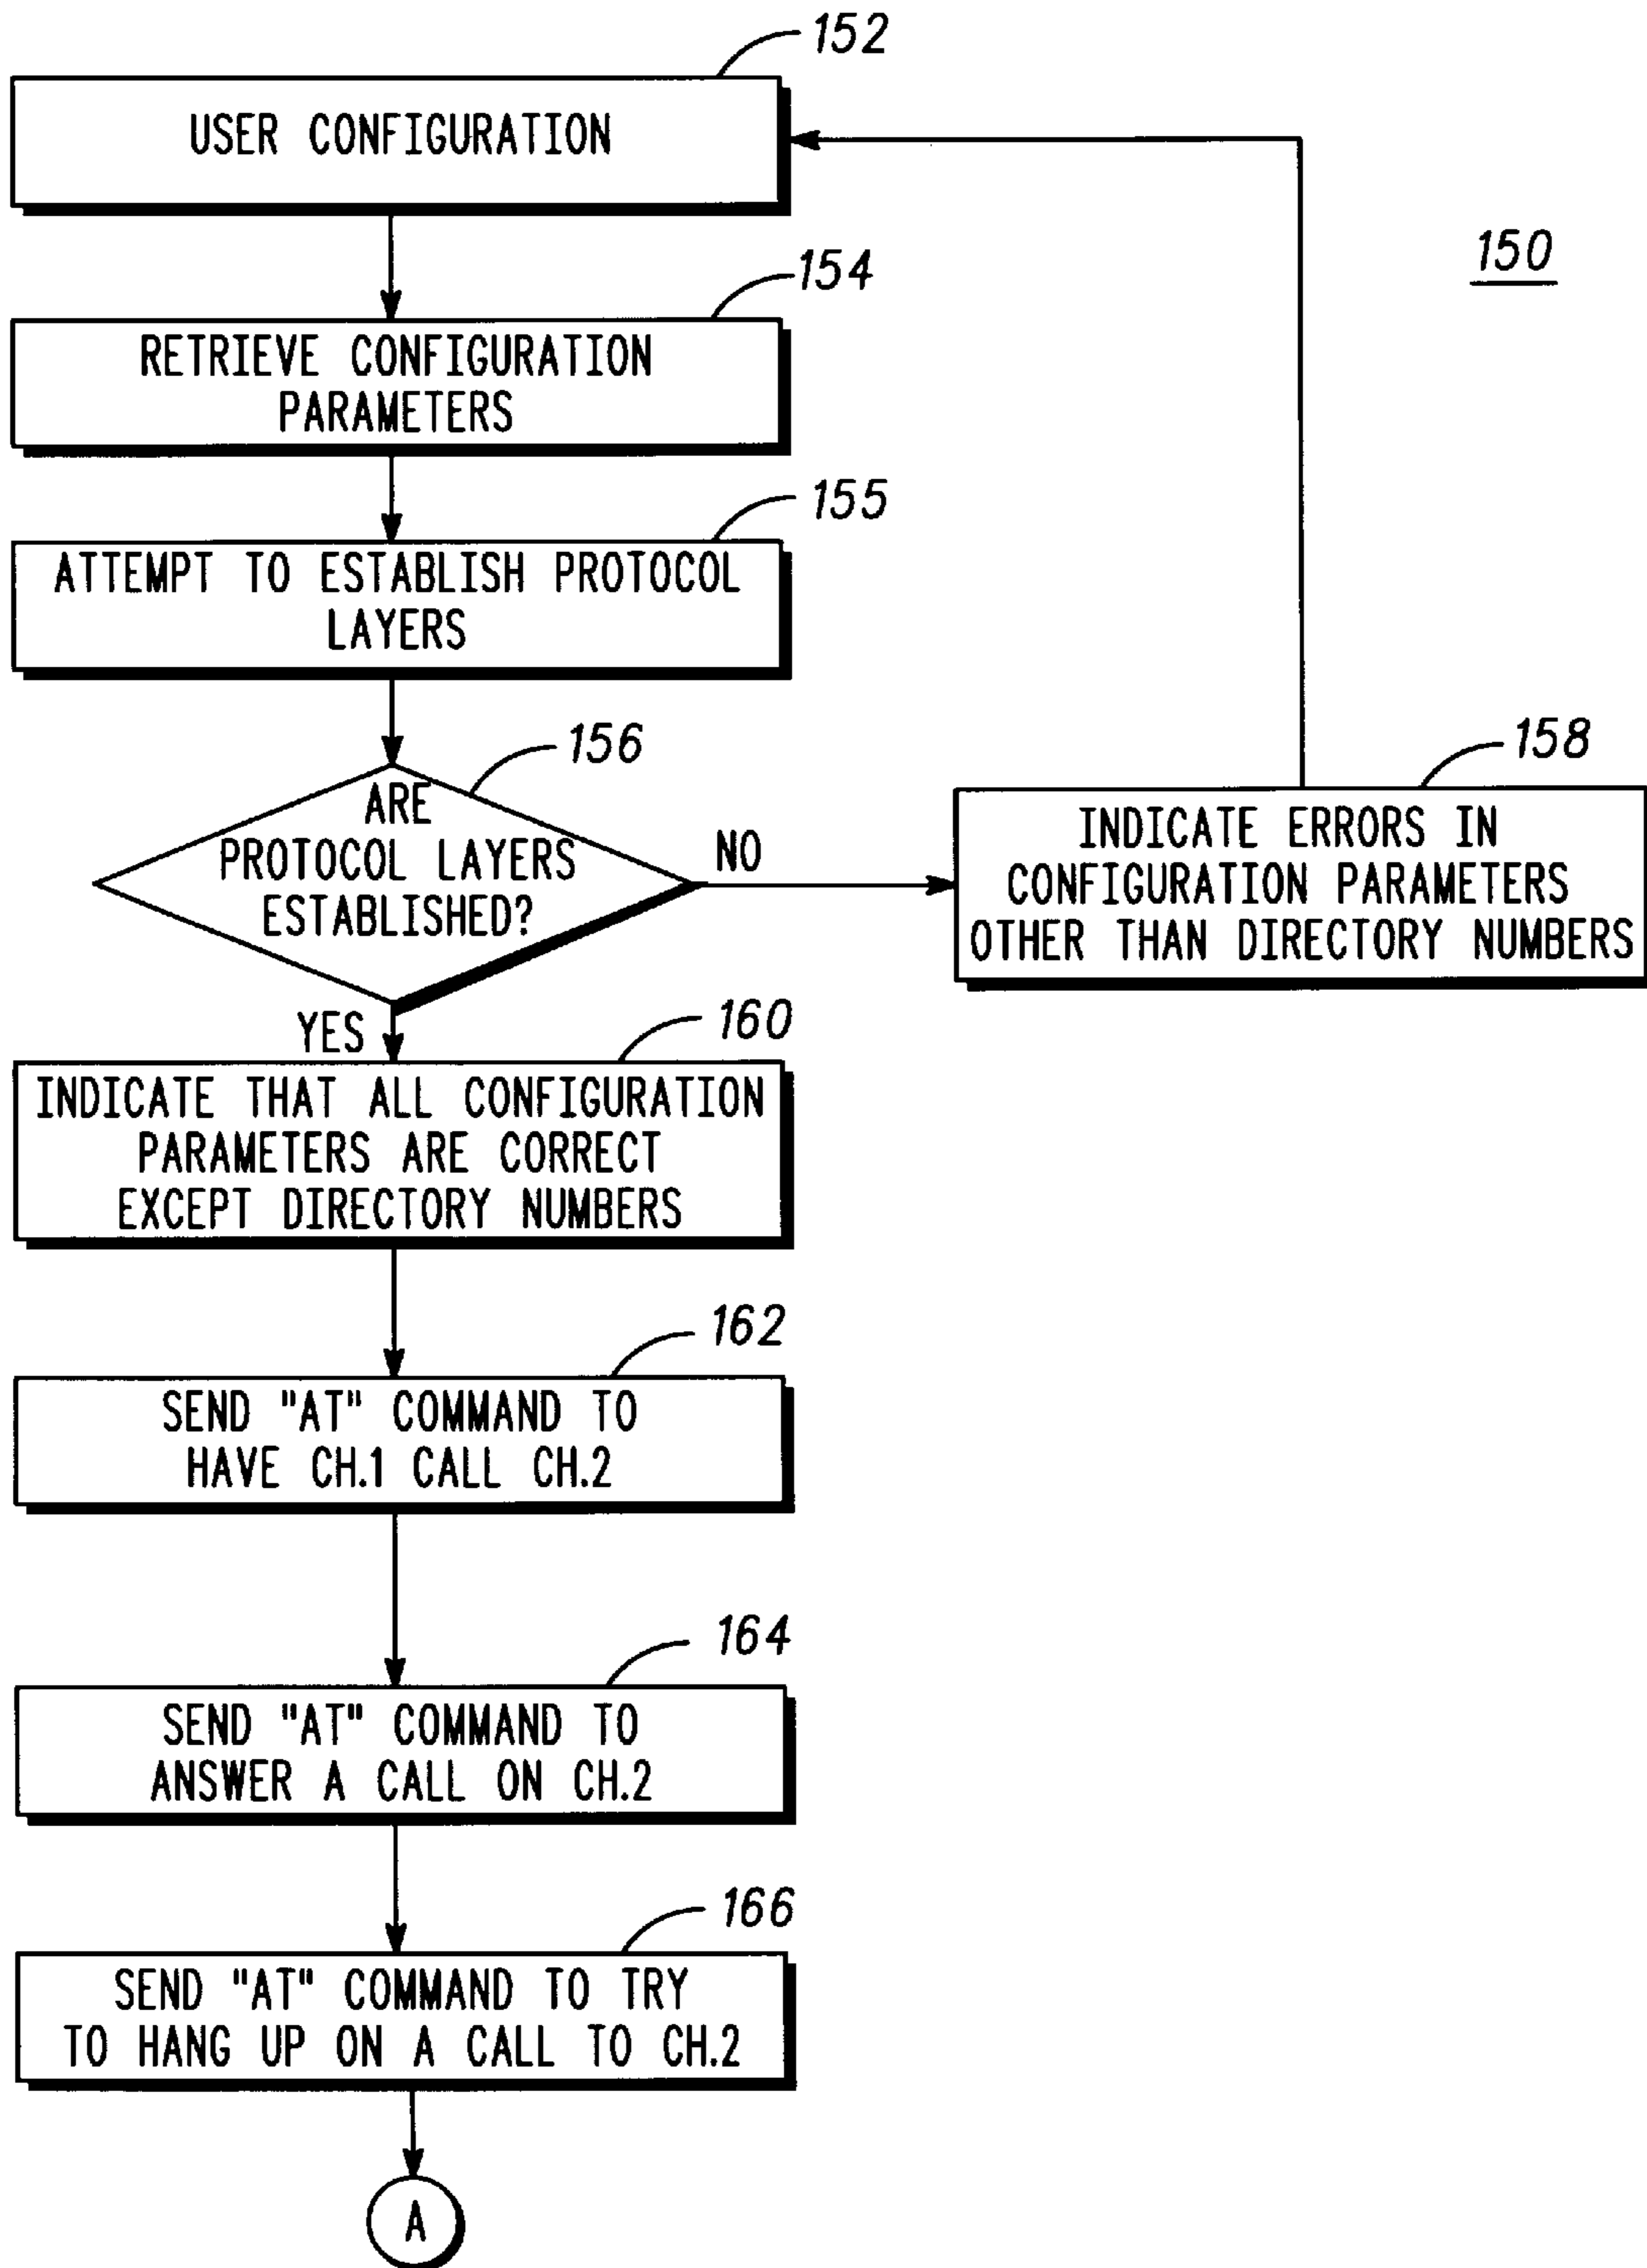 152
USER CONFIGURATION
150
154
RETRIEVE CONFIGURATION
PARAMETERS
155
ATTEMPT TO ESTABLISH PROTOCOL
LAYERS
156
ARE
PROTOCOL LAYERS
ESTABLISHED?
NO
158
INDICATE ERRORS IN
CONFIGURATION PARAMETERS
OTHER THAN DIRECTORY NUMBERS
YES
160
INDICATE THAT ALL CONFIGURATION
PARAMETERS ARE CORRECT
EXCEPT DIRECTORY NUMBERS
162
SEND "AT" COMMAND TO
HAVE CH.1 CALL CH.2
164
SEND "AT" COMMAND TO
ANSWER A CALL ON CH.2
166
SEND "AT" COMMAND TO TRY
TO HANG UP ON A CALL TO CH.2
A